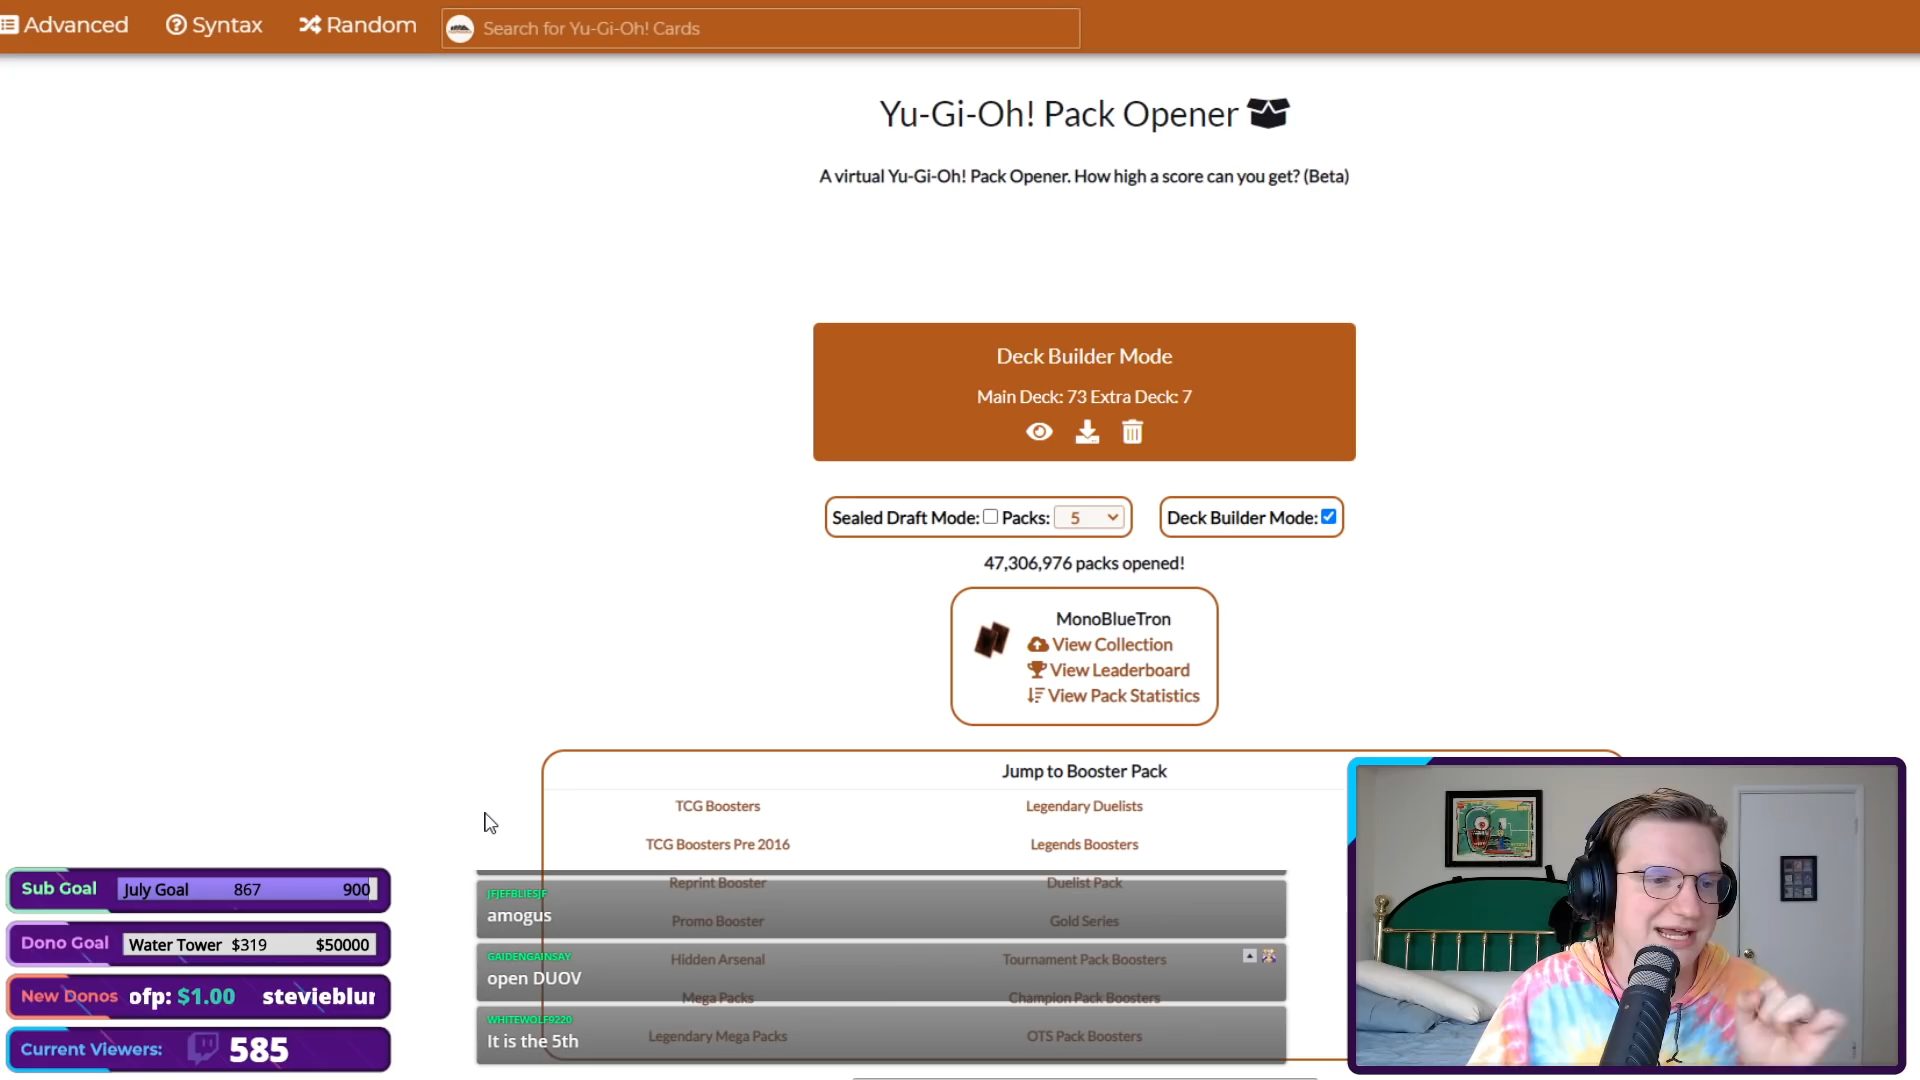 Advanced Syntax Random Search for Yu-Gi-Oh! Cards
Yu-Gi-Oh! Pack Opener
A virtual Yu-Gi-Oh! Pack Opener. How high a score can you get? (Beta)
Deck Builder Mode
Main Deck: 73 Extra Deck: 7
Sealed Draft Mode: Packs: 5 Deck Builder Mode:
47,306,976 packs opened!
MonoBlueTron
View Collection
View Leaderboard
View Pack Statistics
Jump to Booster Pack
TCG Boosters Legendary Duelists
TCG Boosters Pre 2016 Legends Boosters
Reprint Booster Duelist Pack
Promo Booster Gold Series
Hidden Arsenal Tournament Pack Boosters
Mega Packs Champion Pack Boosters
Legendary Mega Packs OTS Pack Boosters
JFJEFBLIESJF
amogus
GAIDENGAINSAY
open DUOV
WHITEWOLF9220
It is the 5th
Sub Goal July Goal 867 900
Dono Goal Water Tower $319 $50000
New Donos ofp: $1.00 stevieblur
Current Viewers: 585